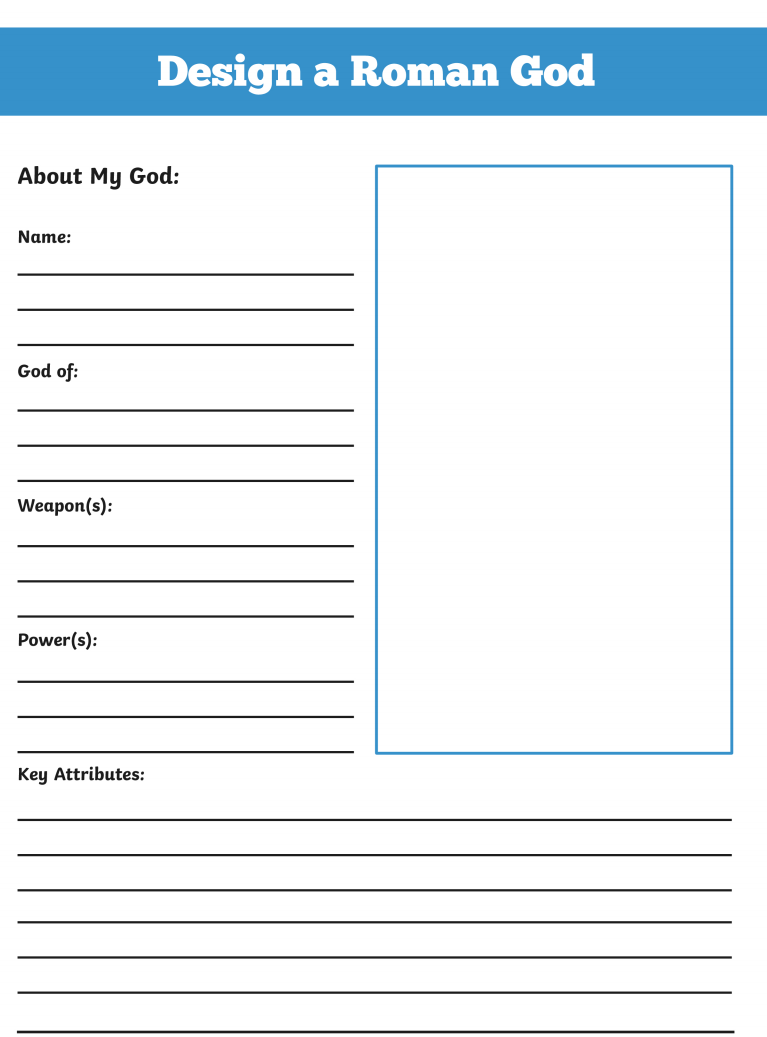 Design a Roman God
About My God:
Name:
God of:
Weapon(s):
Power(s):
Key Attributes: